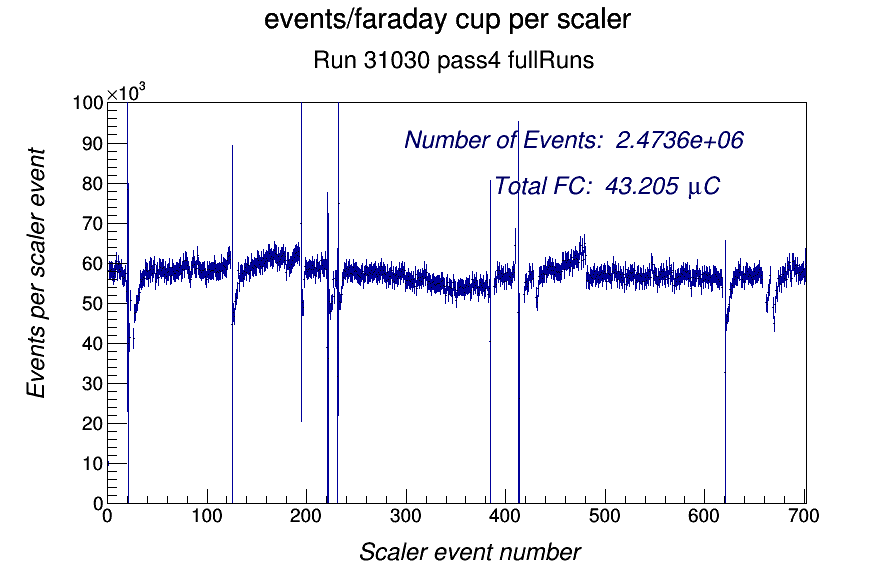 events/faraday cup per scaler
Run 31030 pass4 fullRuns
×10³
100
90
80
70
60
50
40
30
20
10
0
Events per scaler event
Number of Events: 2.4736e+06
Total FC: 43.205 μC
0 100 200 300 400 500 600 700
Scaler event number